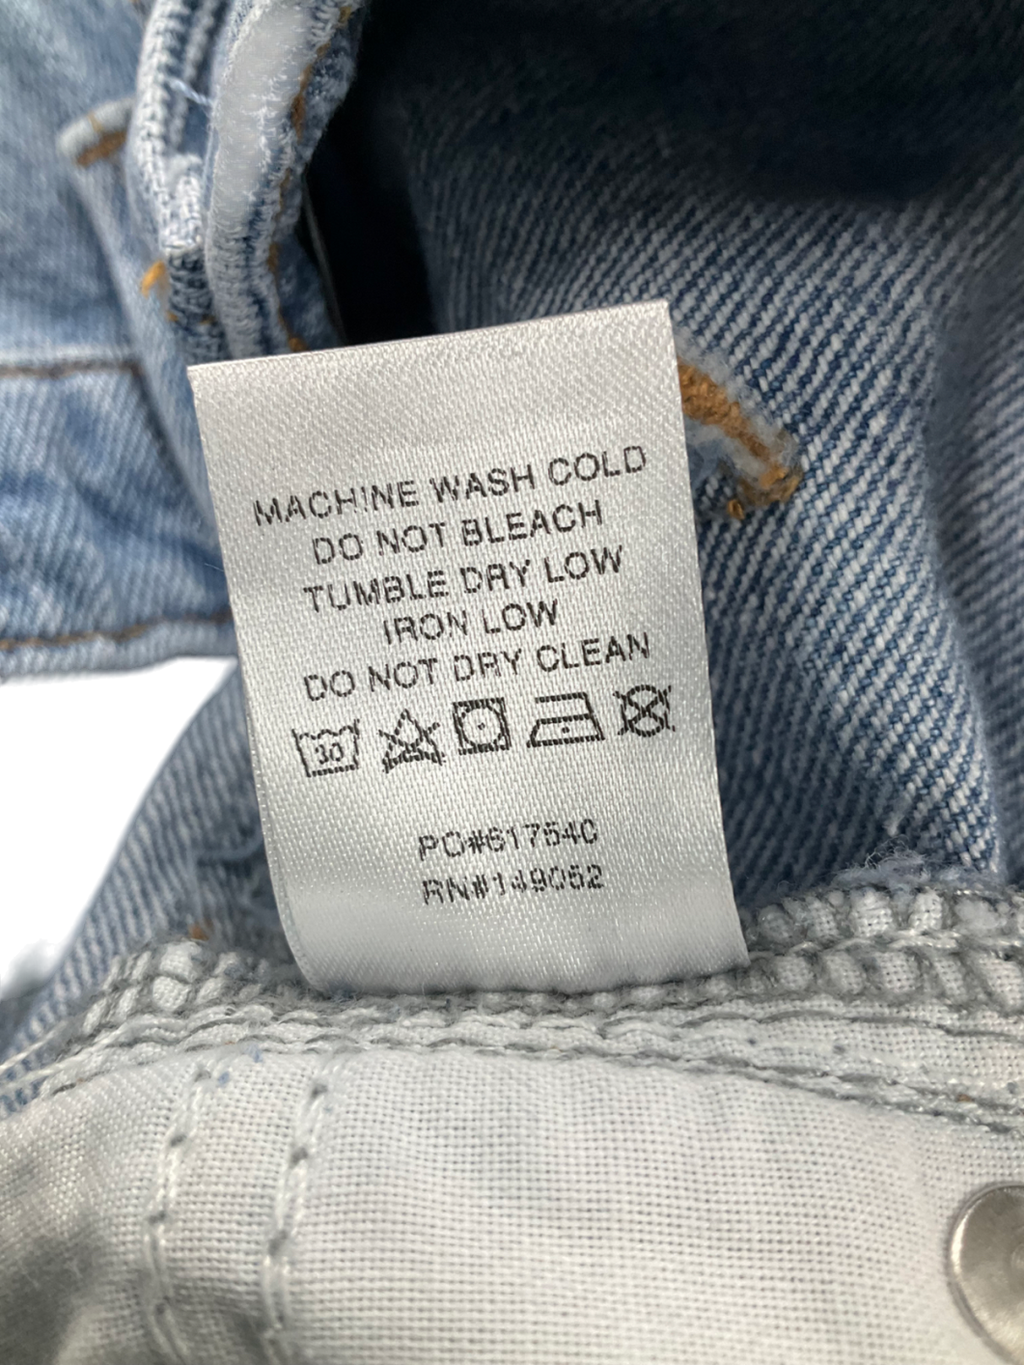 MACHINE WASH COLD
DO NOT BLEACH
TUMBLE DRY LOW
IRON LOW
DO NOT DRY CLEAN
30
PO#617540
RN#149052